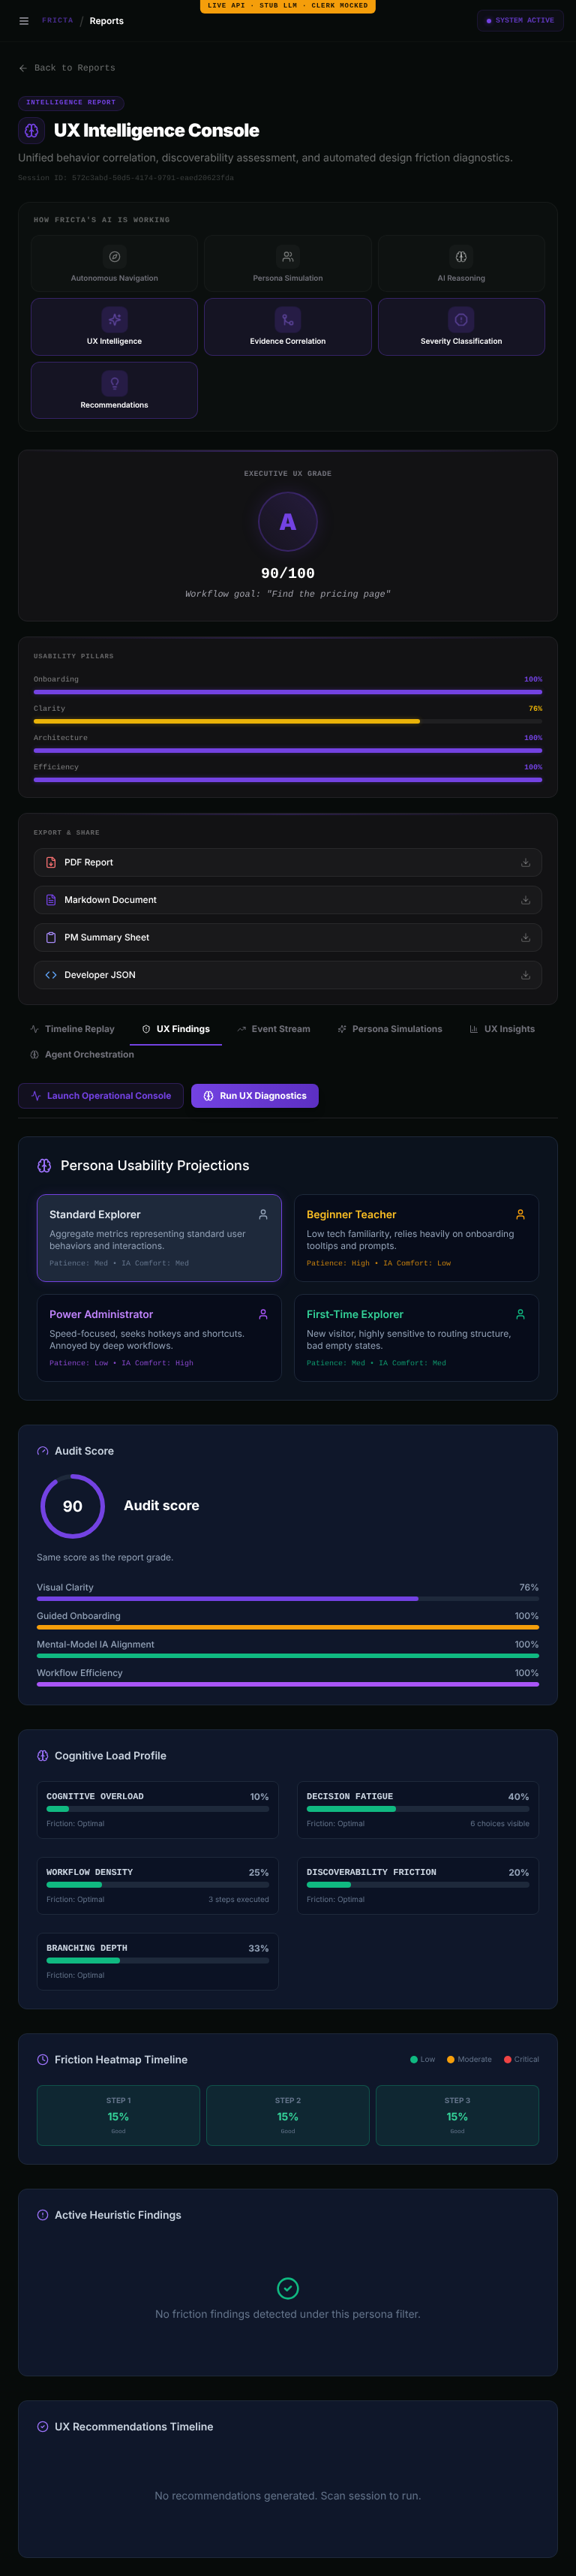 LIVE API · STUB LLM · CLERK MOCKED
FRICTA / Reports
SYSTEM ACTIVE
Back to Reports
INTELLIGENCE REPORT
UX Intelligence Console
Unified behavior correlation, discoverability assessment, and automated design friction diagnostics.
HOW FRICTA'S AI IS WORKING
Autonomous Navigation
Persona Simulation
AI Reasoning
UX Intelligence
Evidence Correlation
Severity Classification
Recommendations
EXECUTIVE UX GRADE
A
90/100
Workflow goal: "Find the pricing page"
USABILITY PILLARS
Onboarding 100%
Clarity 76%
Architecture 100%
Efficiency 100%
EXPORT & SHARE
PDF Report
Markdown Document
PM Summary Sheet
Developer JSON
Timeline Replay
UX Findings
Event Stream
Persona Simulations
UX Insights
Agent Orchestration
Launch Operational Console
Run UX Diagnostics
Persona Usability Projections
Standard Explorer
Aggregate metrics representing standard user
behaviors and interactions.
Patience: Med • IA Comfort: Med
Beginner Teacher
Low tech familiarity, relies heavily on onboarding
tooltips and prompts.
Patience: High • IA Comfort: Low
Power Administrator
Speed-focused, seeks hotkeys and shortcuts.
Annoyed by deep workflows.
Patience: Low • IA Comfort: High
First-Time Explorer
New visitor, highly sensitive to routing structure,
bad empty states.
Patience: Med • IA Comfort: Med
Audit Score
90
Audit score
Same score as the report grade.
Visual Clarity 76%
Guided Onboarding 100%
Mental-Model IA Alignment 100%
Workflow Efficiency 100%
Cognitive Load Profile
COGNITIVE OVERLOAD 10%
Friction: Optimal
DECISION FATIGUE 40%
Friction: Optimal 6 choices visible
WORKFLOW DENSITY 25%
Friction: Optimal 3 steps executed
DISCOVERABILITY FRICTION 20%
Friction: Optimal
BRANCHING DEPTH 33%
Friction: Optimal
Friction Heatmap Timeline
Low Moderate Critical
STEP 1
15%
Good
STEP 2
15%
Good
STEP 3
15%
Good
Active Heuristic Findings
No friction findings detected under this persona filter.
UX Recommendations Timeline
No recommendations generated. Scan session to run.